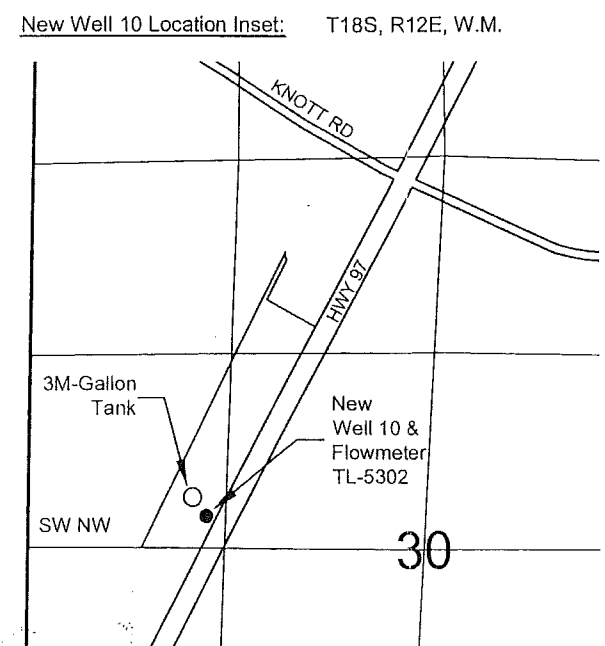 New Well 10 Location Inset: T18S, R12E, W.M.
KNOTT RD
HWY 97
3M-Gallon
Tank
New
Well 10 &
Flowmeter
TL-5302
SW NW
30